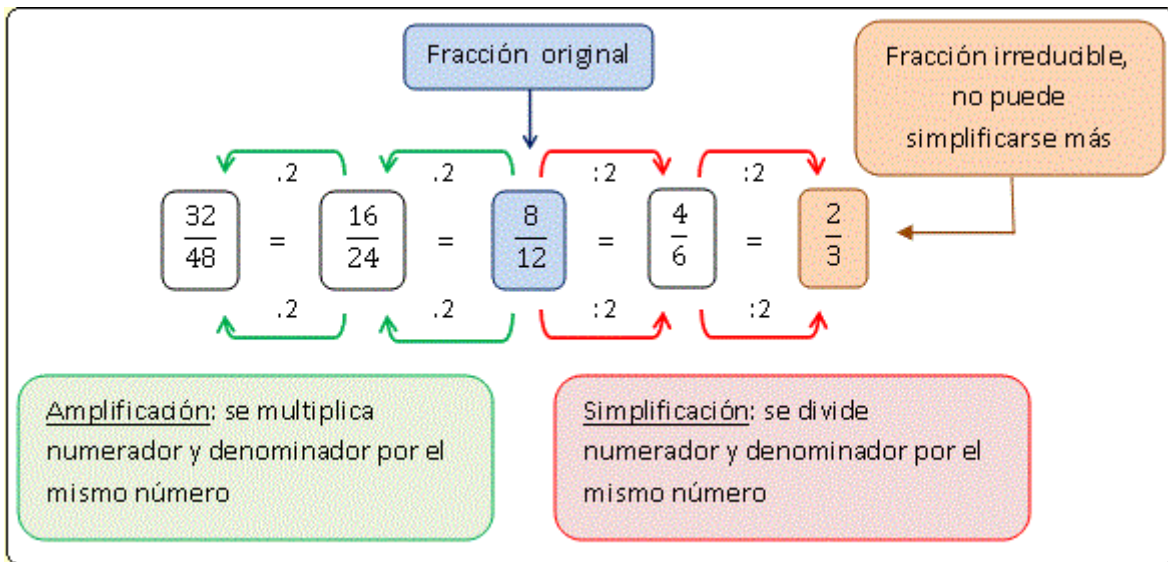 Fracción original
Fracción irreducible,
no puede
simplificarse más
.2 .2 :2 :2
32/48 = 16/24 = 8/12 = 4/6 = 2/3
.2 .2 :2 :2
Amplificación: se multiplica
numerador y denominador por el
mismo número
Simplificación: se divide
numerador y denominador por el
mismo número